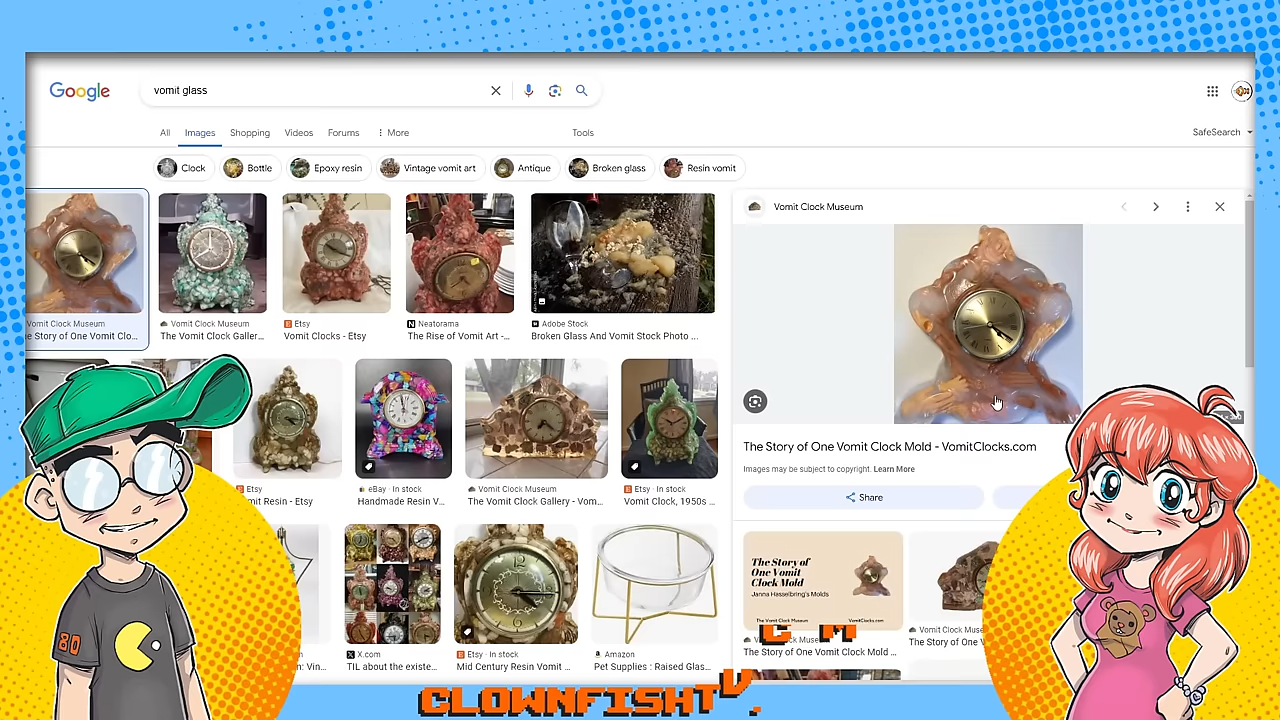 Google
vomit glass
All Images Shopping Videos Forums More Tools
SafeSearch
Clock Bottle Epoxy resin Vintage vomit art Antique Broken glass Resin vomit
Vomit Clock Museum
Vomit Clock Museum
e Story of One Vomit Clo...
Vomit Clock Museum
The Vomit Clock Galler...
Etsy
Vomit Clocks - Etsy
Neatorama
The Rise of Vomit Art -...
Adobe Stock
Broken Glass And Vomit Stock Photo ...
The Story of One Vomit Clock Mold - VomitClocks.com
Images may be subject to copyright. Learn More
Share
Etsy
mit Resin - Etsy
eBay · In stock
Handmade Resin V...
Vomit Clock Museum
The Vomit Clock Gallery - Vom...
Etsy · In stock
Vomit Clock, 1950s ...
The Story of
One Vomit
Clock Mold
Janna Hasselbring's Molds
The Vomit Clock Museum VomitClocks.com
80
om: Vin...
X.com
TIL about the existe...
Etsy · In stock
Mid Century Resin Vomit ...
Amazon
Pet Supplies : Raised Glas...
Museum
The Story of One Vomit Clock Mold ...
Vomit Clock M
The Story of One
C M
CLOWNFISHTV.